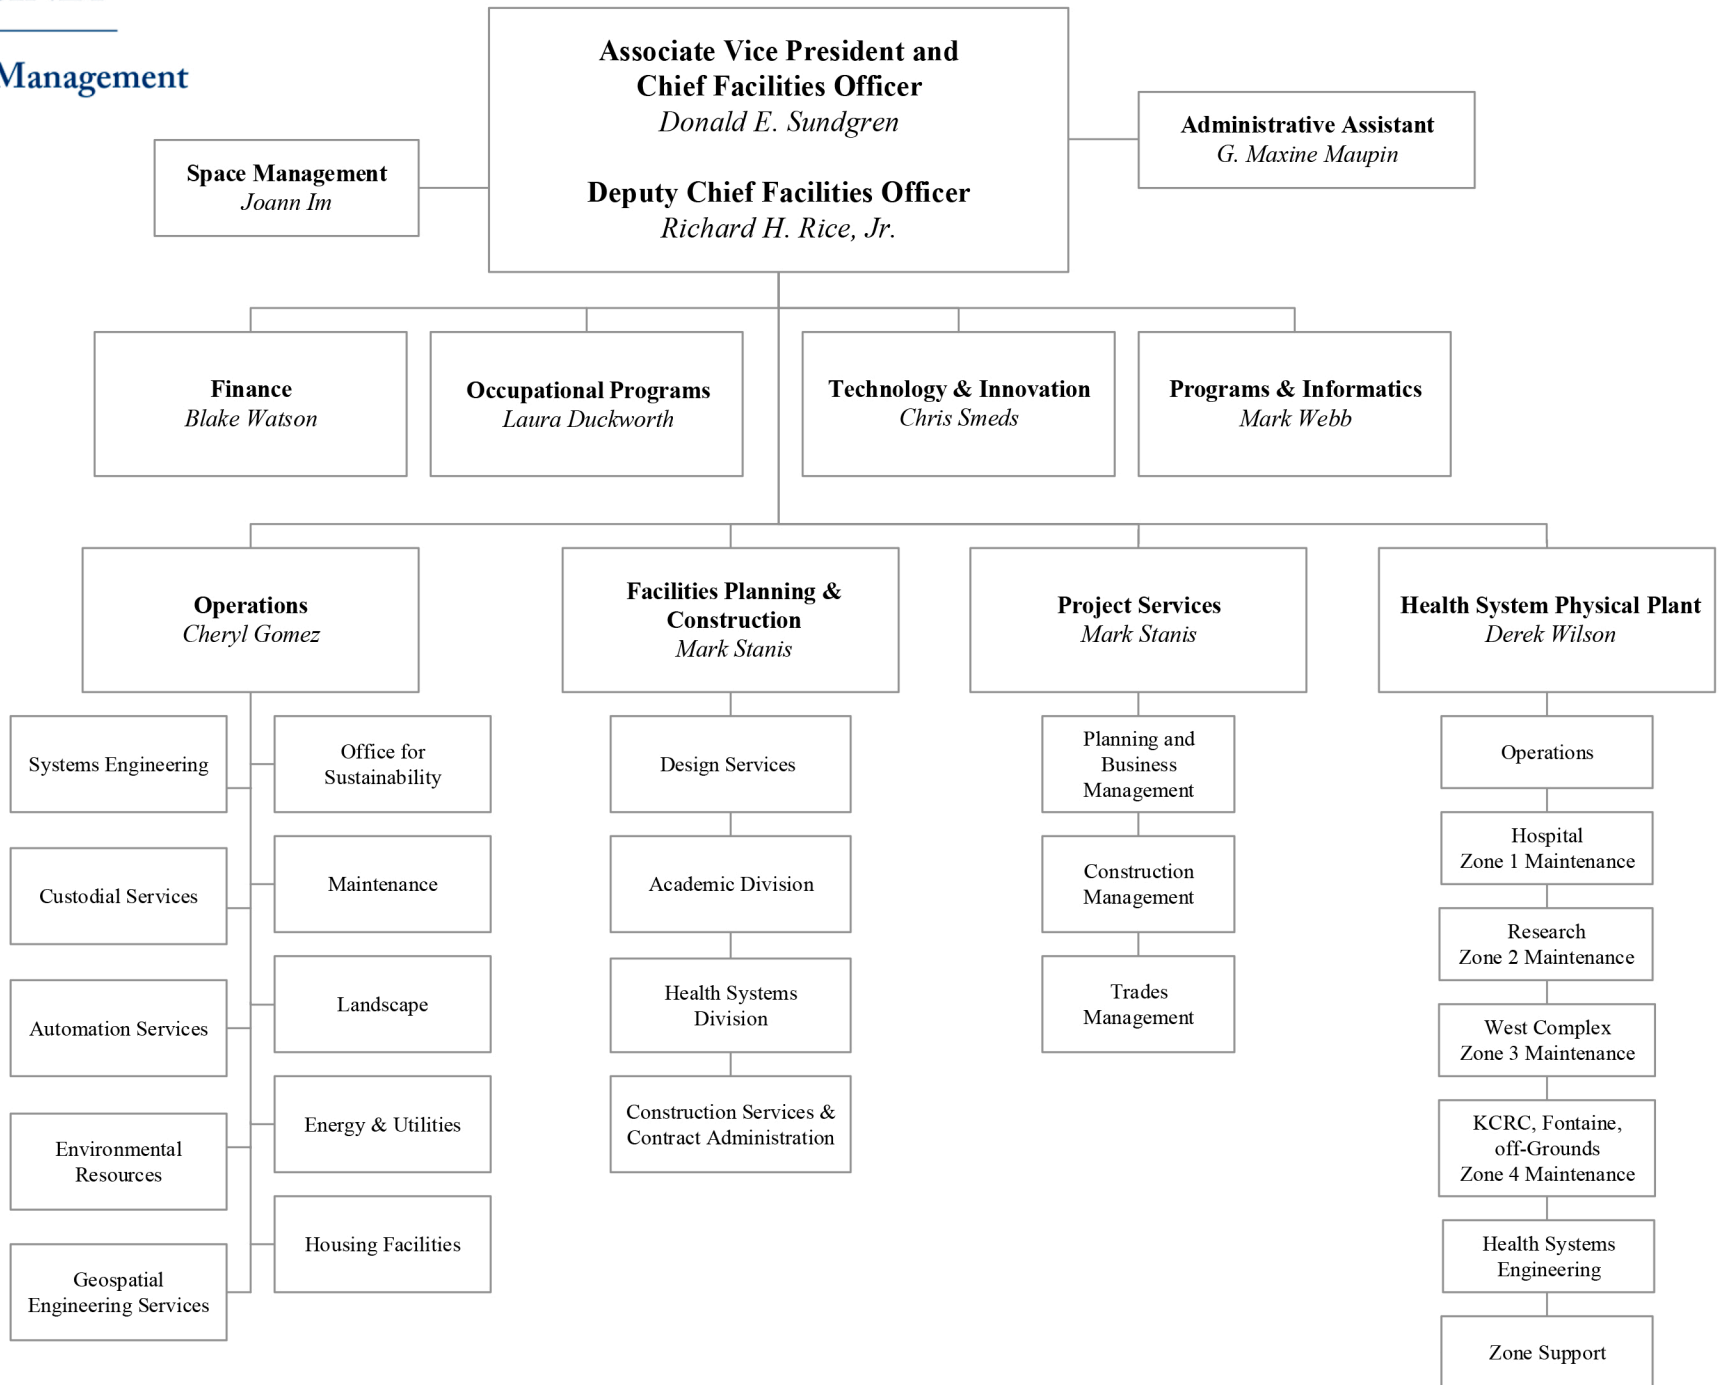 Management
Associate Vice President and
Chief Facilities Officer
Donald E. Sundgren
Deputy Chief Facilities Officer
Richard H. Rice, Jr.
Administrative Assistant
G. Maxine Maupin
Space Management
Joann Im
Finance
Blake Watson
Occupational Programs
Laura Duckworth
Technology & Innovation
Chris Smeds
Programs & Informatics
Mark Webb
Operations
Cheryl Gomez
Facilities Planning &
Construction
Mark Stanis
Project Services
Mark Stanis
Health System Physical Plant
Derek Wilson
Systems Engineering
Custodial Services
Automation Services
Environmental
Resources
Geospatial
Engineering Services
Office for
Sustainability
Maintenance
Landscape
Energy & Utilities
Housing Facilities
Design Services
Academic Division
Health Systems
Division
Construction Services &
Contract Administration
Planning and
Business
Management
Construction
Management
Trades
Management
Operations
Hospital
Zone 1 Maintenance
Research
Zone 2 Maintenance
West Complex
Zone 3 Maintenance
KCRC, Fontaine,
off-Grounds
Zone 4 Maintenance
Health Systems
Engineering
Zone Support